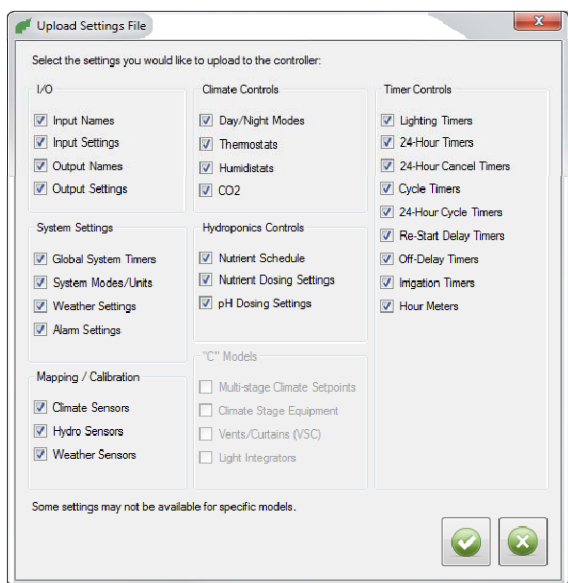 Upload Settings File
X
Select the settings you would like to upload to the controller:
I/O
Input Names
Input Settings
Output Names
Output Settings
System Settings
Global System Timers
System Modes/Units
Weather Settings
Alarm Settings
Mapping / Calibration
Climate Sensors
Hydro Sensors
Weather Sensors
Climate Controls
Day/Night Modes
Thermostats
Humidistats
CO2
Hydroponics Controls
Nutrient Schedule
Nutrient Dosing Settings
pH Dosing Settings
"C" Models
Multi-stage Climate Setpoints
Climate Stage Equipment
Vents/Curtains (VSC)
Light Integrators
Timer Controls
Lighting Timers
24-Hour Timers
24-Hour Cancel Timers
Cycle Timers
24-Hour Cycle Timers
Re-Start Delay Timers
Off-Delay Timers
Irrigation Timers
Hour Meters
Some settings may not be available for specific models.